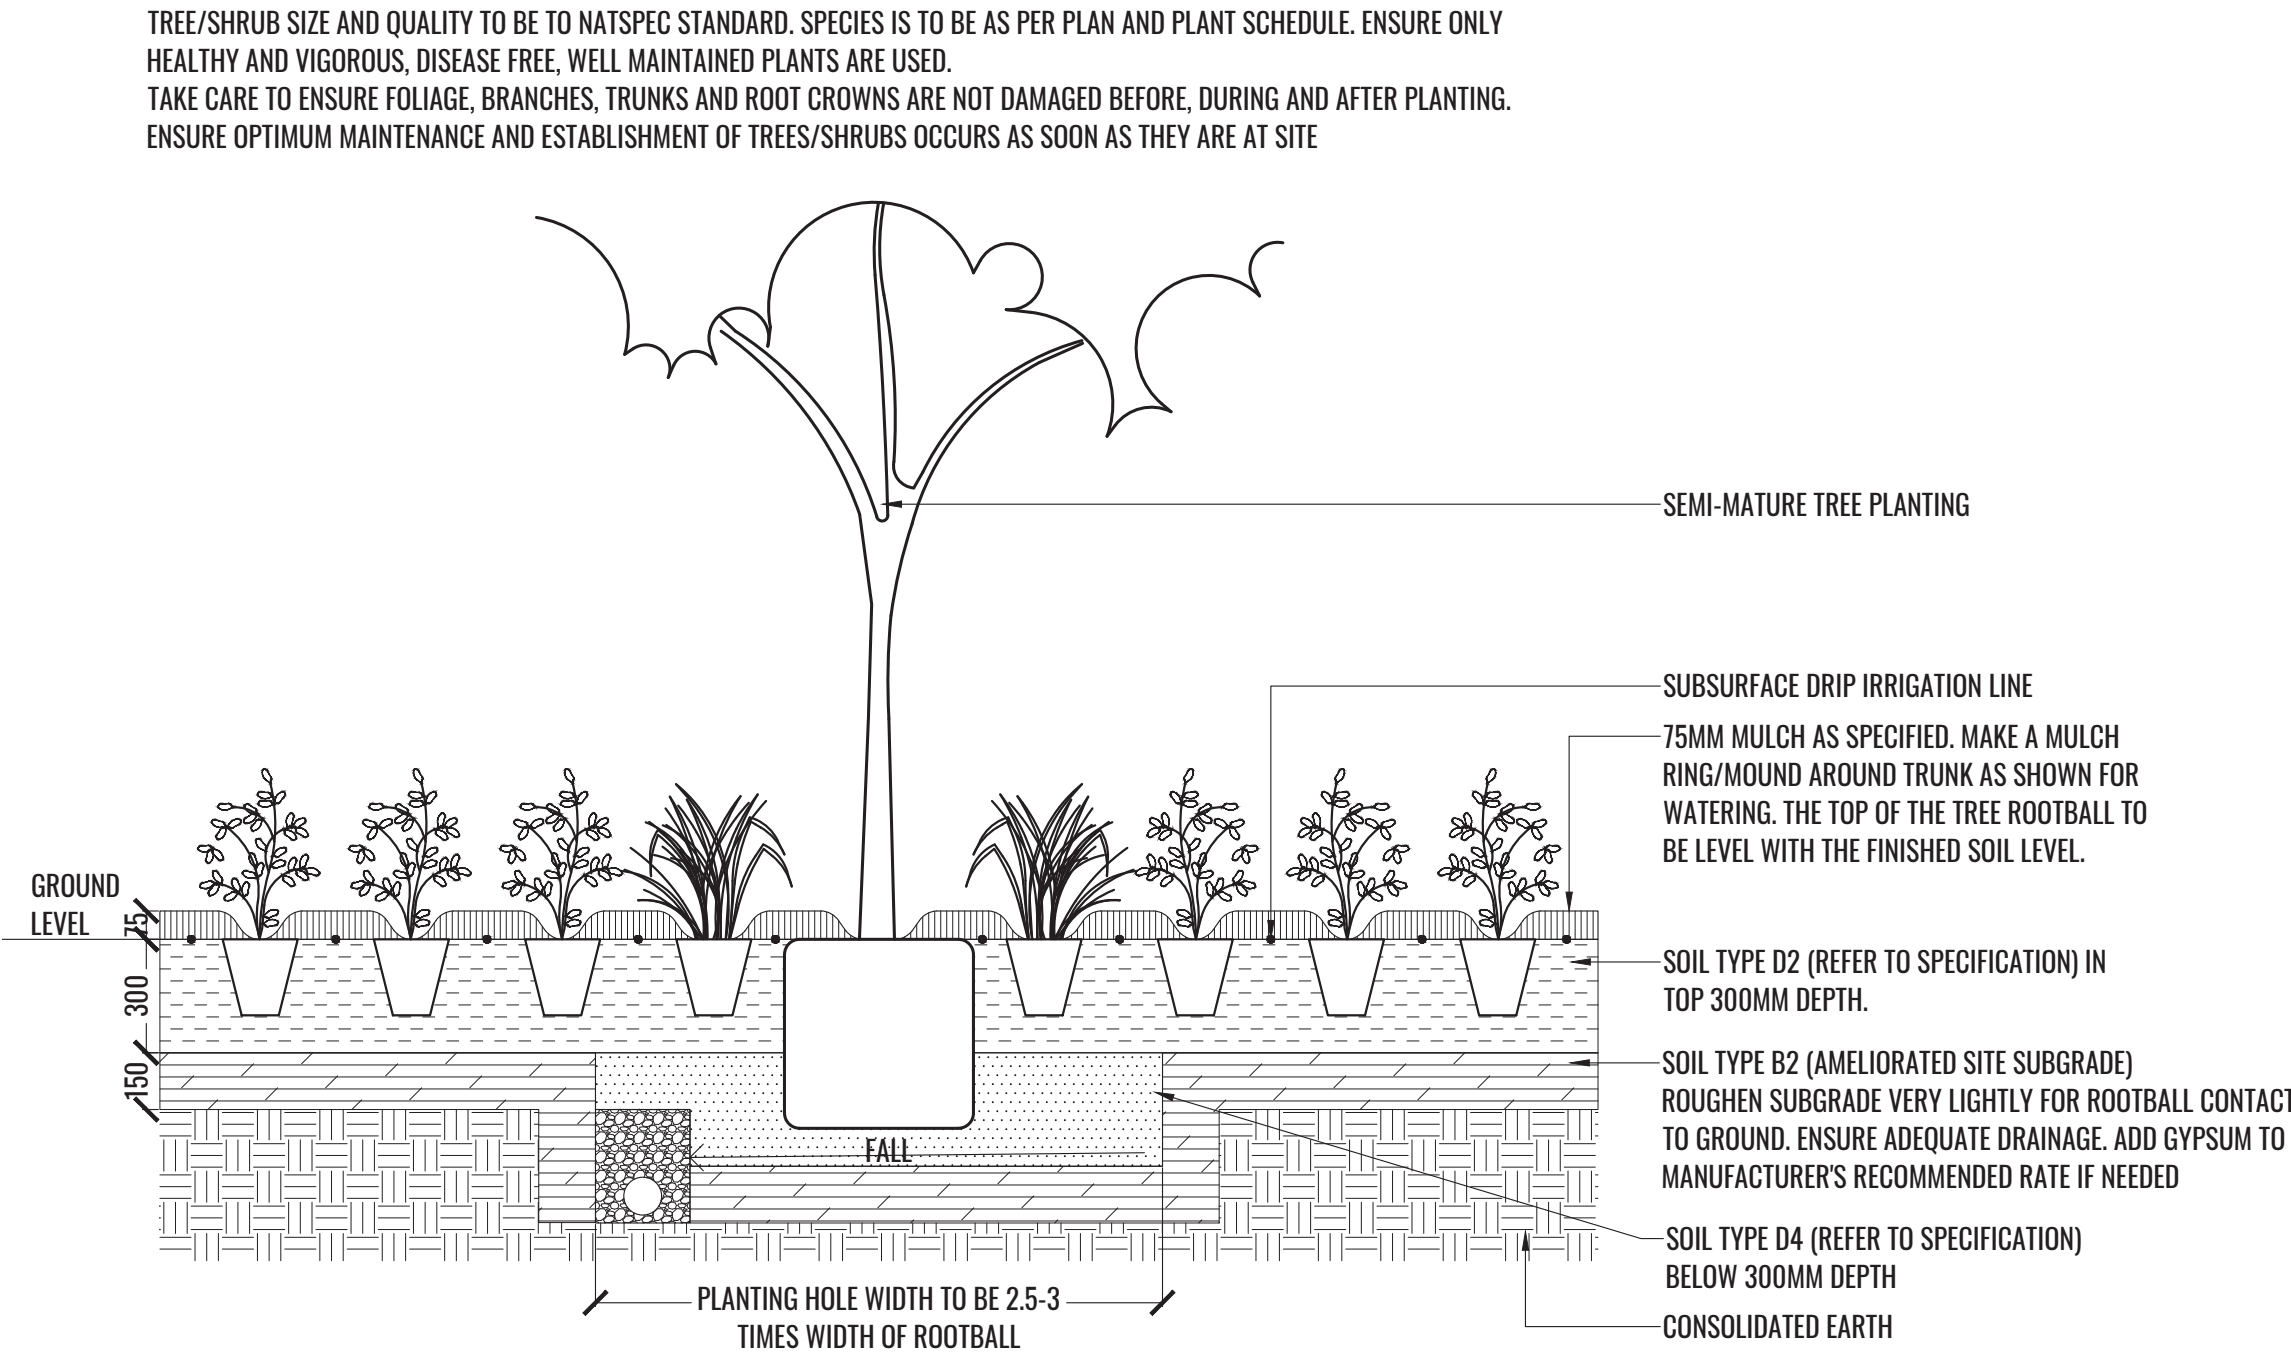 TREE/SHRUB SIZE AND QUALITY TO BE TO NATSPEC STANDARD. SPECIES IS TO BE AS PER PLAN AND PLANT SCHEDULE. ENSURE ONLY
HEALTHY AND VIGOROUS, DISEASE FREE, WELL MAINTAINED PLANTS ARE USED.
TAKE CARE TO ENSURE FOLIAGE, BRANCHES, TRUNKS AND ROOT CROWNS ARE NOT DAMAGED BEFORE, DURING AND AFTER PLANTING.
ENSURE OPTIMUM MAINTENANCE AND ESTABLISHMENT OF TREES/SHRUBS OCCURS AS SOON AS THEY ARE AT SITE
SEMI-MATURE TREE PLANTING
SUBSURFACE DRIP IRRIGATION LINE
75MM MULCH AS SPECIFIED. MAKE A MULCH
RING/MOUND AROUND TRUNK AS SHOWN FOR
WATERING. THE TOP OF THE TREE ROOTBALL TO
BE LEVEL WITH THE FINISHED SOIL LEVEL.
GROUND
LEVEL
75
300
150
SOIL TYPE D2 (REFER TO SPECIFICATION) IN
TOP 300MM DEPTH.
SOIL TYPE B2 (AMELIORATED SITE SUBGRADE)
ROUGHEN SUBGRADE VERY LIGHTLY FOR ROOTBALL CONTACT
TO GROUND. ENSURE ADEQUATE DRAINAGE. ADD GYPSUM TO
MANUFACTURER'S RECOMMENDED RATE IF NEEDED
FALL
SOIL TYPE D4 (REFER TO SPECIFICATION)
BELOW 300MM DEPTH
CONSOLIDATED EARTH
PLANTING HOLE WIDTH TO BE 2.5-3
TIMES WIDTH OF ROOTBALL